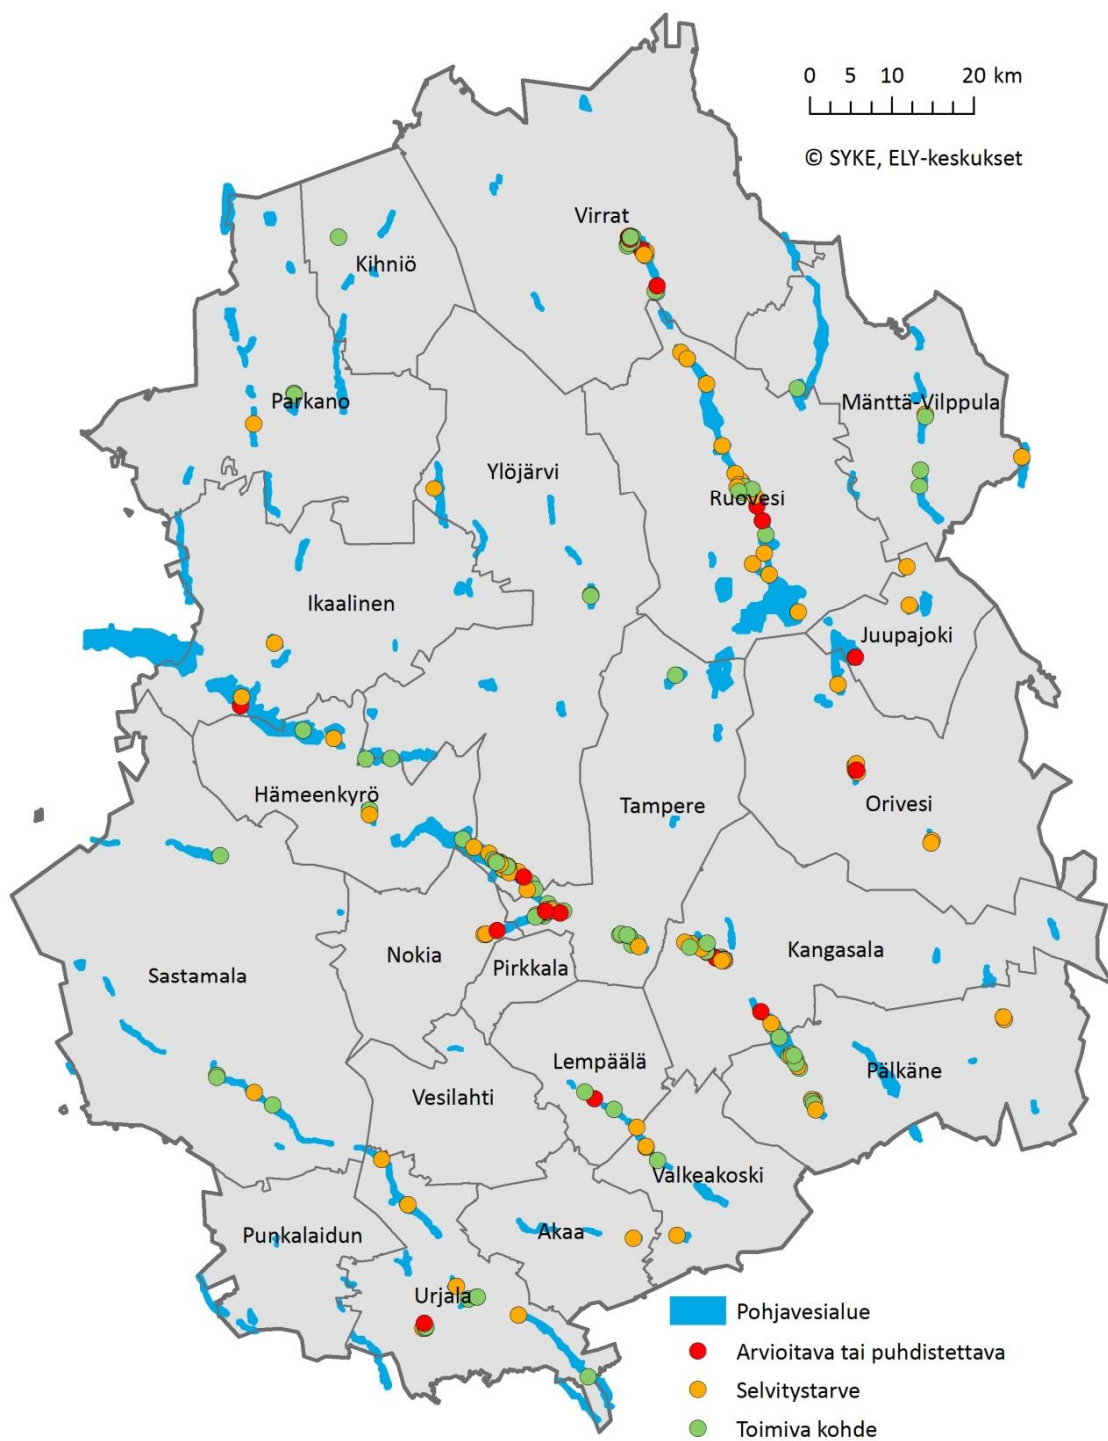 0 5 10 20 km
© SYKE, ELY-keskukset
Virrat
Kihniö
Parkano
Mänttä-Vilppula
Ylöjärvi
Ruovesi
Ikaalinen
Juupajoki
Hämeenkyrö
Tampere
Orivesi
Nokia
Kangasala
Sastamala
Pirkkala
Lempäälä
Pälkäne
Vesilahti
Valkeakoski
Punkalaidun
Akaa
Urjala
Pohjavesialue
Arvioitava tai puhdistettava
Selvitystarve
Toimiva kohde